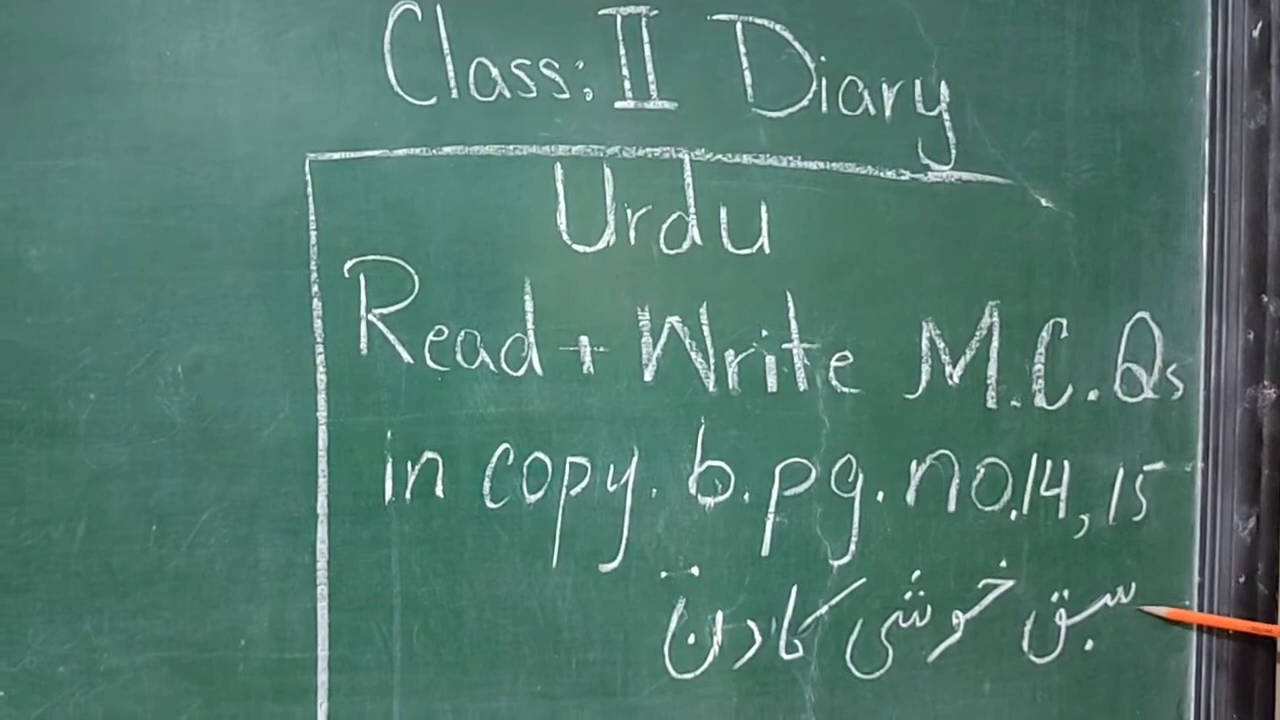 Class: II Diary
Urdu
Read + Write M.C.Qs
in copy. b.pg.no.14, 15
سبق خوشی کا دن